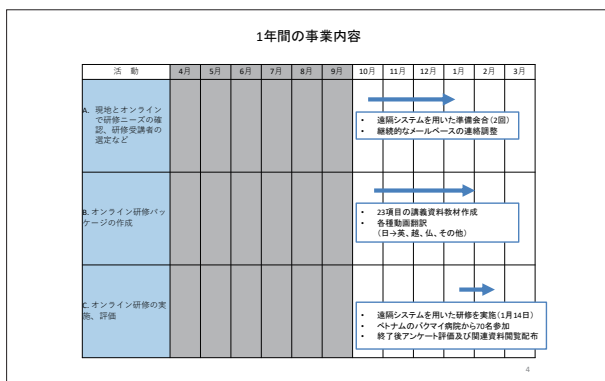 1年間の事業内容
活 動 4月 5月 6月 7月 8月 9月 10月 11月 12月 1月 2月 3月
A. 現地とオンライン
で研修ニーズの確
認、研修受講者の
選定など
• 遠隔システムを用いた準備会合(2回)
• 継続的なメールベースの連絡調整
B. オンライン研修パッ
ケージの作成
• 23項目の講義資料教材作成
• 各種動画翻訳
(日→英、越、仏、その他)
C. オンライン研修の実
施、評価
• 遠隔システムを用いた研修を実施(1月14日)
• ベトナムのバクマイ病院から70名参加
• 終了後アンケート評価及び関連資料閲覧配布
4